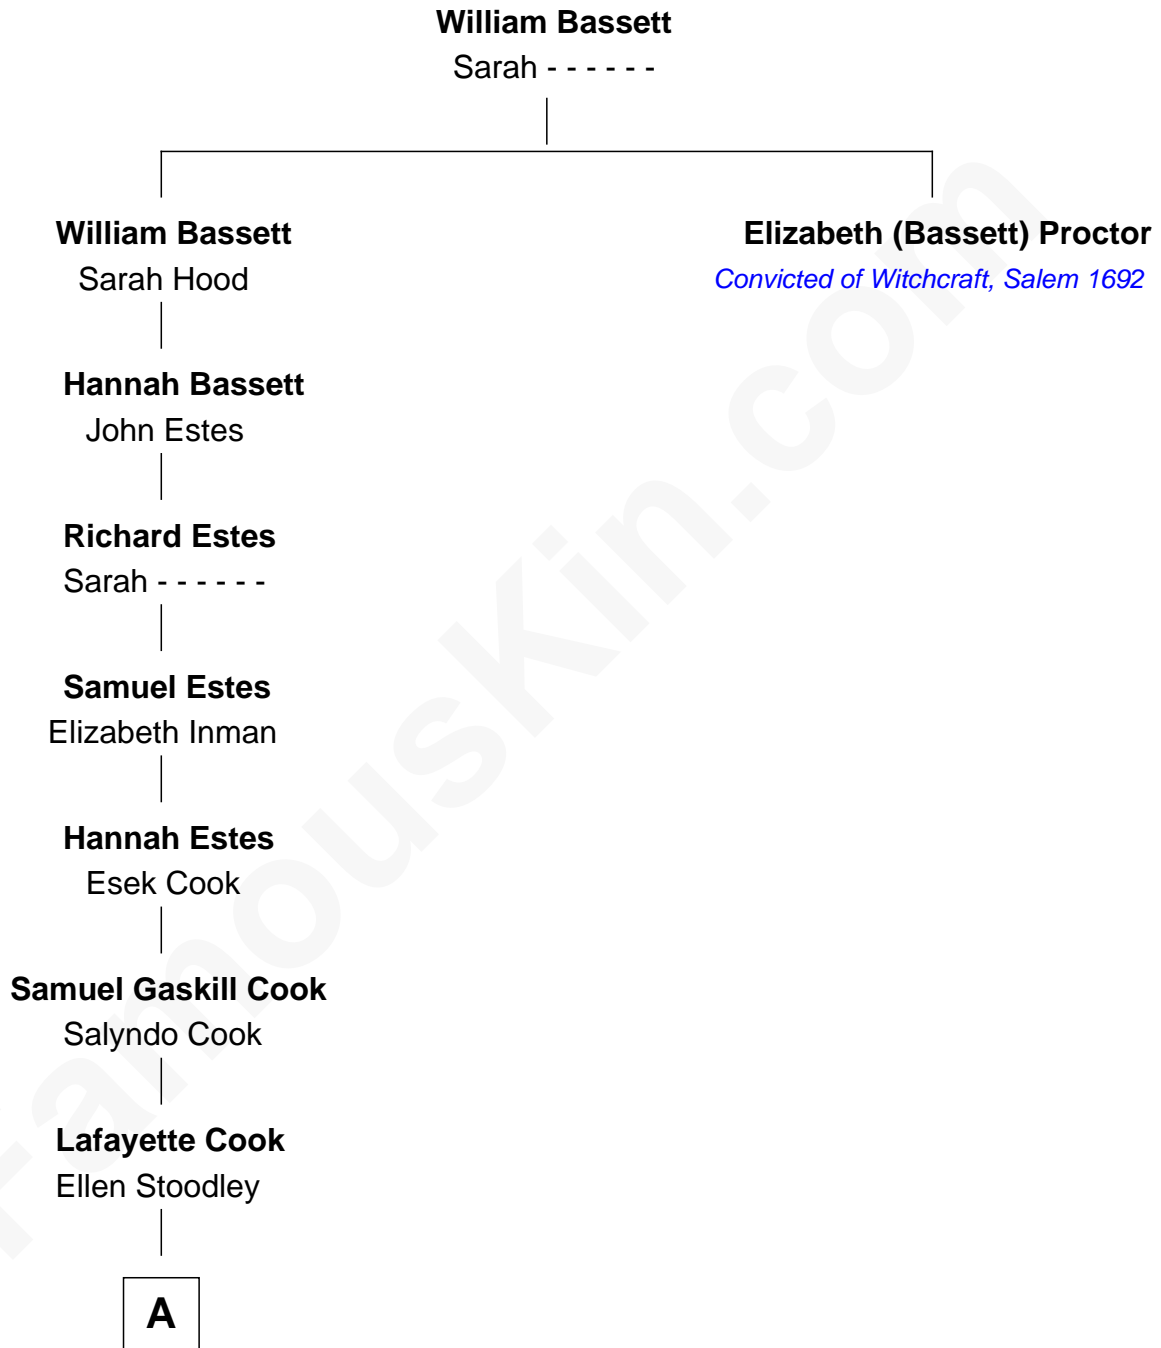 William Bassett
Sarah - - - - - -
William Bassett
Sarah Hood
Elizabeth (Bassett) Proctor
Convicted of Witchcraft, Salem 1692
Hannah Bassett
John Estes
Richard Estes
Sarah - - - - - -
Samuel Estes
Elizabeth Inman
Hannah Estes
Esek Cook
Samuel Gaskill Cook
Salyndo Cook
Lafayette Cook
Ellen Stoodley
A
FamousKin.com